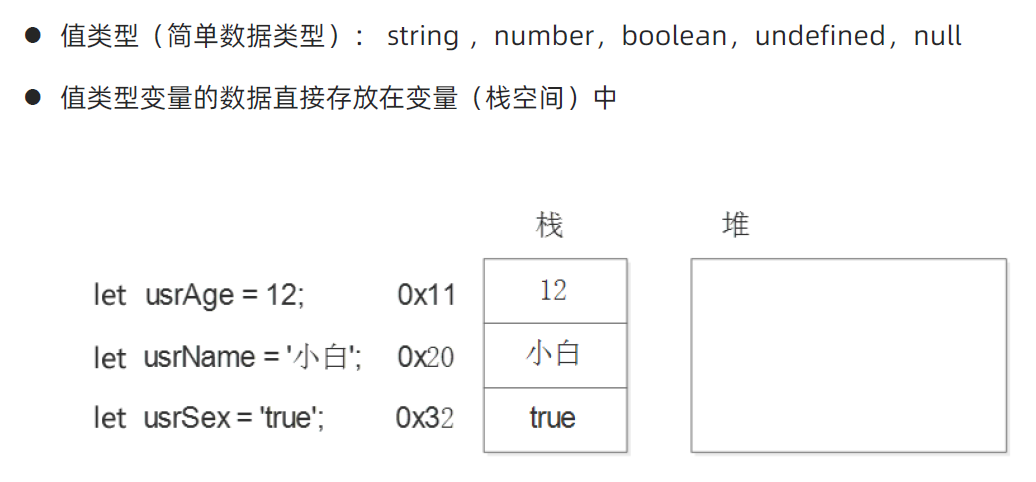 ● 值类型（简单数据类型）： string ，number，boolean，undefined，null
● 值类型变量的数据直接存放在变量（栈空间）中
栈 堆
let usrAge = 12; 0x11 12
let usrName = '小白'; 0x20 小白
let usrSex = 'true'; 0x32 true